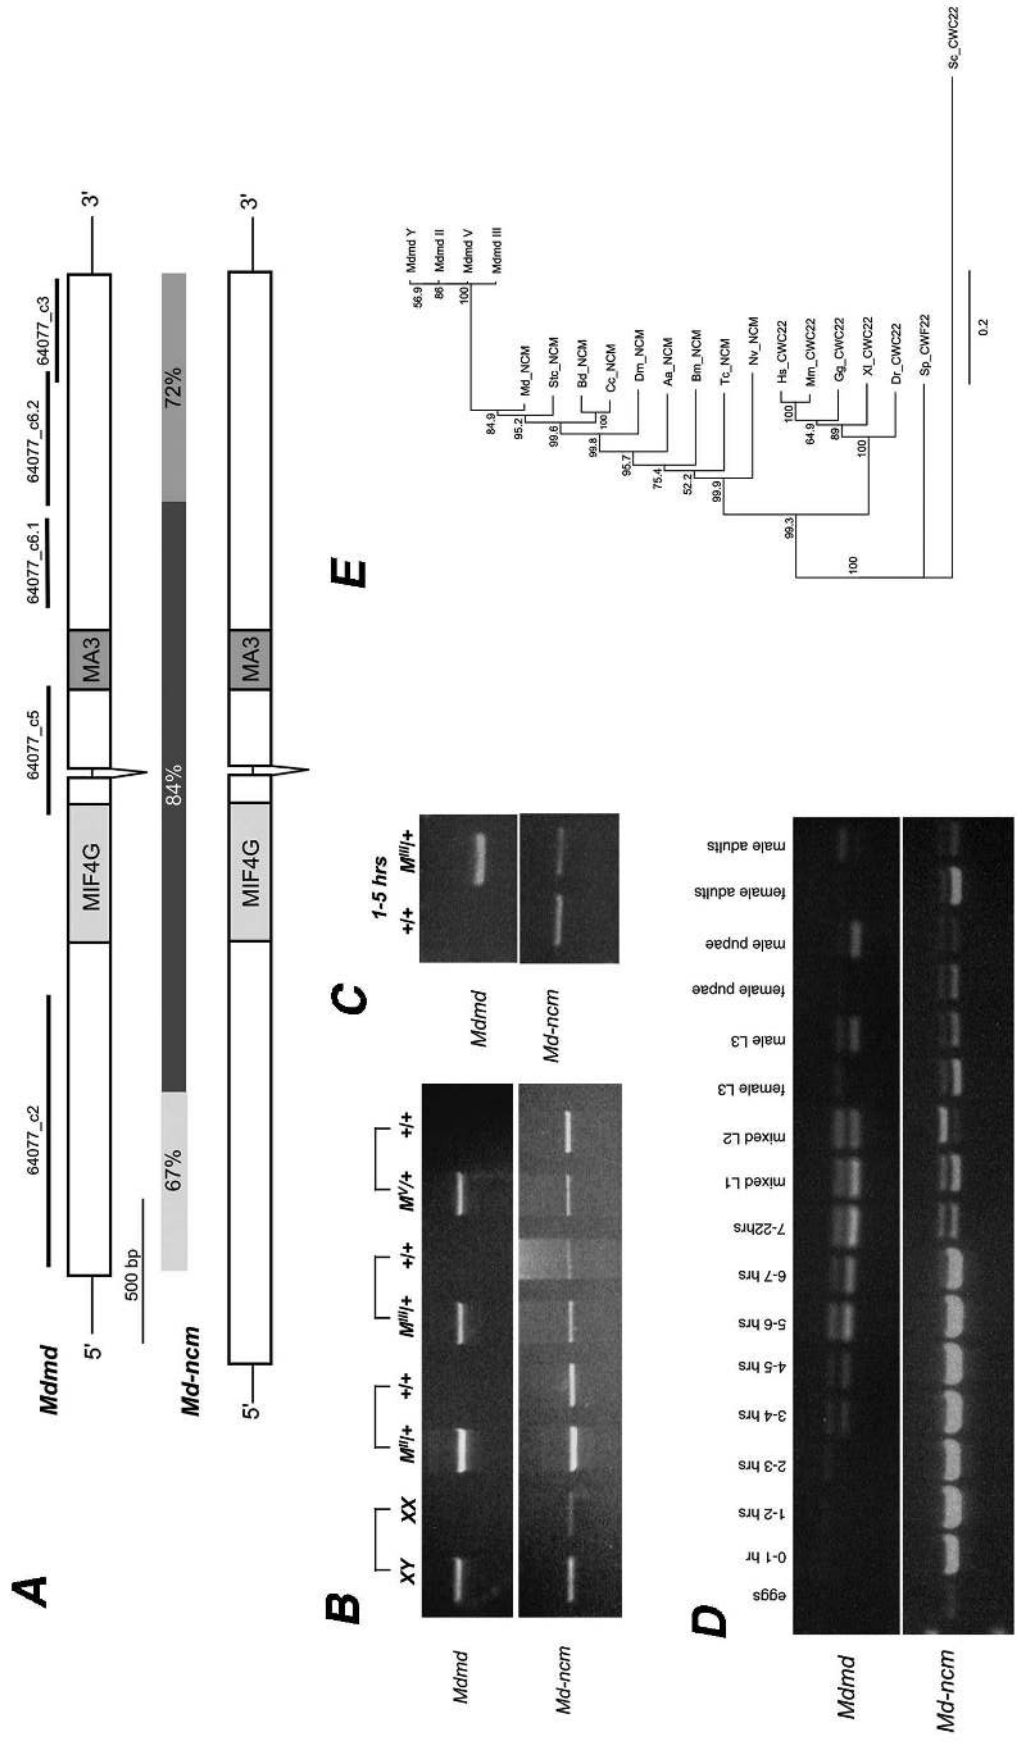 A
64077_c2
64077_c5
64077_c6.1
64077_c6.2
64077_c3
Mdmd
5'
MIF4G
MA3
3'
500 bp
67%
84%
72%
Md-ncm
5'
MIF4G
MA3
3'
B
XY
XX
Mᴵᴵ/+
+/+
Mᴵᴵᴵ/+
+/+
Mⱽ/+
+/+
Mdmd
Md-ncm
C
1-5 hrs
+/+
Mᴵᴵᴵ/+
Mdmd
Md-ncm
D
eggs
0-1 hr
1-2 hrs
2-3 hrs
3-4 hrs
4-5 hrs
5-6 hrs
6-7 hrs
7-22hrs
mixed L1
mixed L2
female L3
male L3
female pupae
male pupae
female adults
male adults
Mdmd
Md-ncm
E
Mdmd Y
56.9
Mdmd II
86
Mdmd V
100
Mdmd III
84.9
Md_NCM
95.2
Stc_NCM
99.6
Bd_NCM
100
Cc_NCM
99.8
Dm_NCM
95.7
Aa_NCM
75.4
Bm_NCM
52.2
Tc_NCM
99.9
Nv_NCM
99.3
Hs_CWC22
100
Mm_CWC22
64.9
Gg_CWC22
89
Xl_CWC22
100
Dr_CWC22
100
Sp_CWF22
Sc_CWC22
0.2